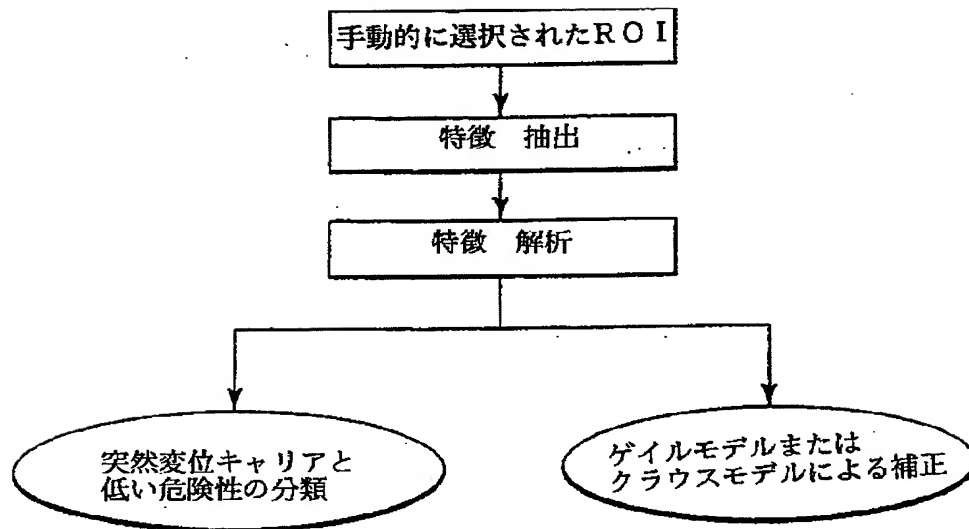 手動的に選択されたＲＯＩ
特徴　抽出
特徴　解析
突然変位キャリアと
低い危険性の分類
ゲイルモデルまたは
クラウスモデルによる補正